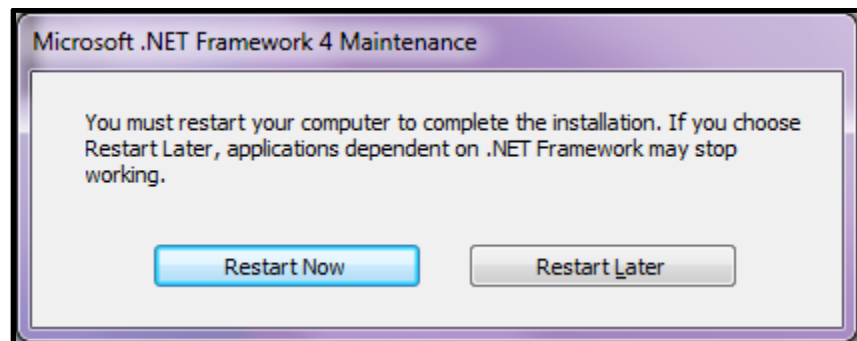 Microsoft .NET Framework 4 Maintenance
You must restart your computer to complete the installation. If you choose
Restart Later, applications dependent on .NET Framework may stop
working.
Restart Now
Restart Later